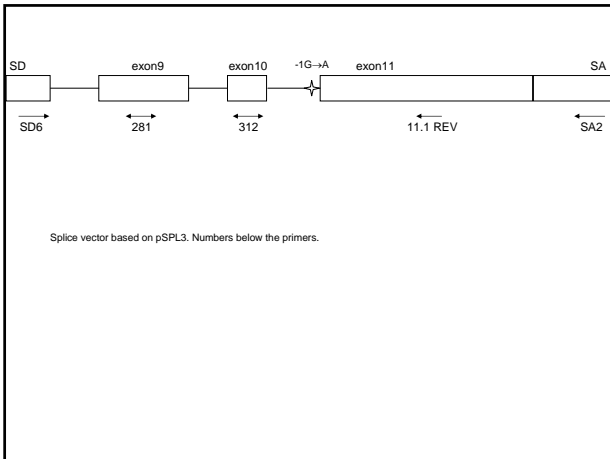 SD exon9 exon10 -1G→A exon11 SA
SD6 281 312 11.1 REV SA2
Splice vector based on pSPL3. Numbers below the primers.